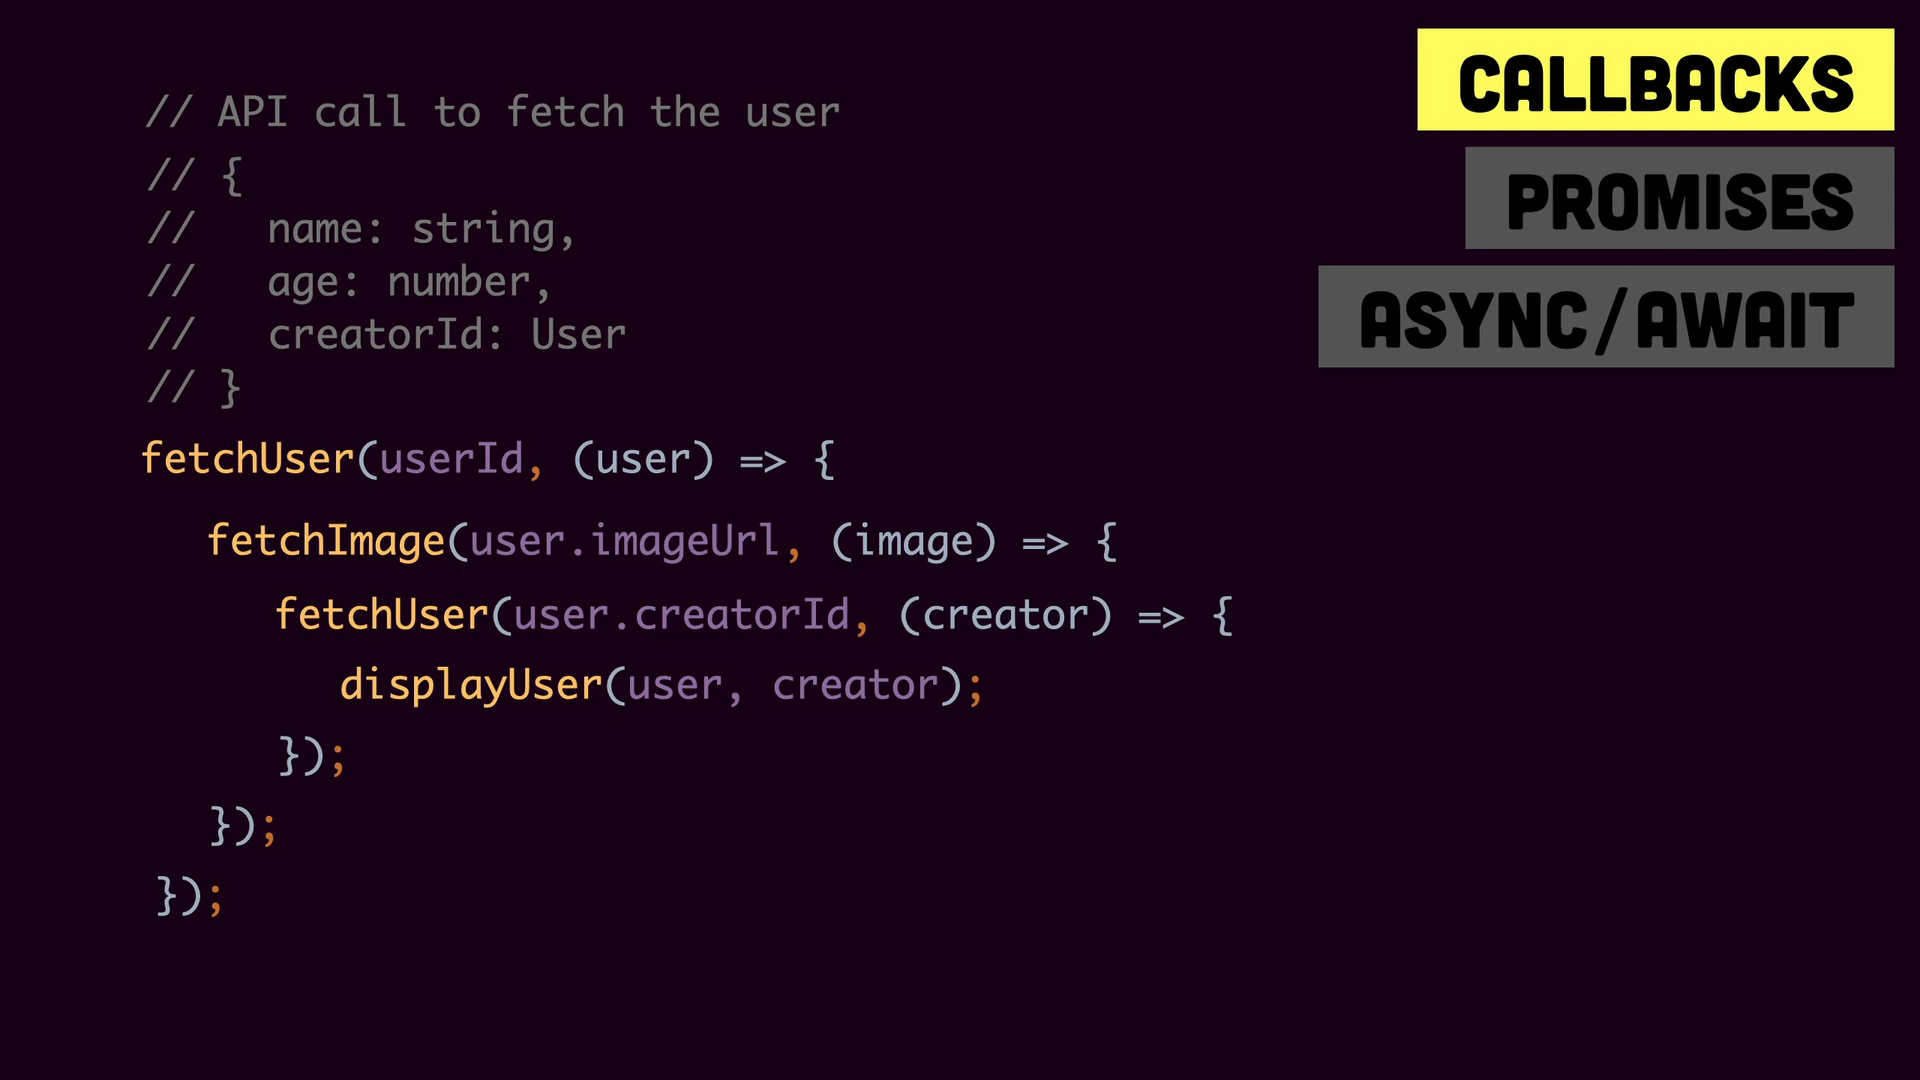 CALLBACKS
PROMISES
ASYNC/AWAIT
// API call to fetch the user
// {
//   name: string,
//   age: number,
//   creatorId: User
// }
fetchUser(userId, (user) => {
   fetchImage(user.imageUrl, (image) => {
      fetchUser(user.creatorId, (creator) => {
         displayUser(user, creator);
      });
   });
});